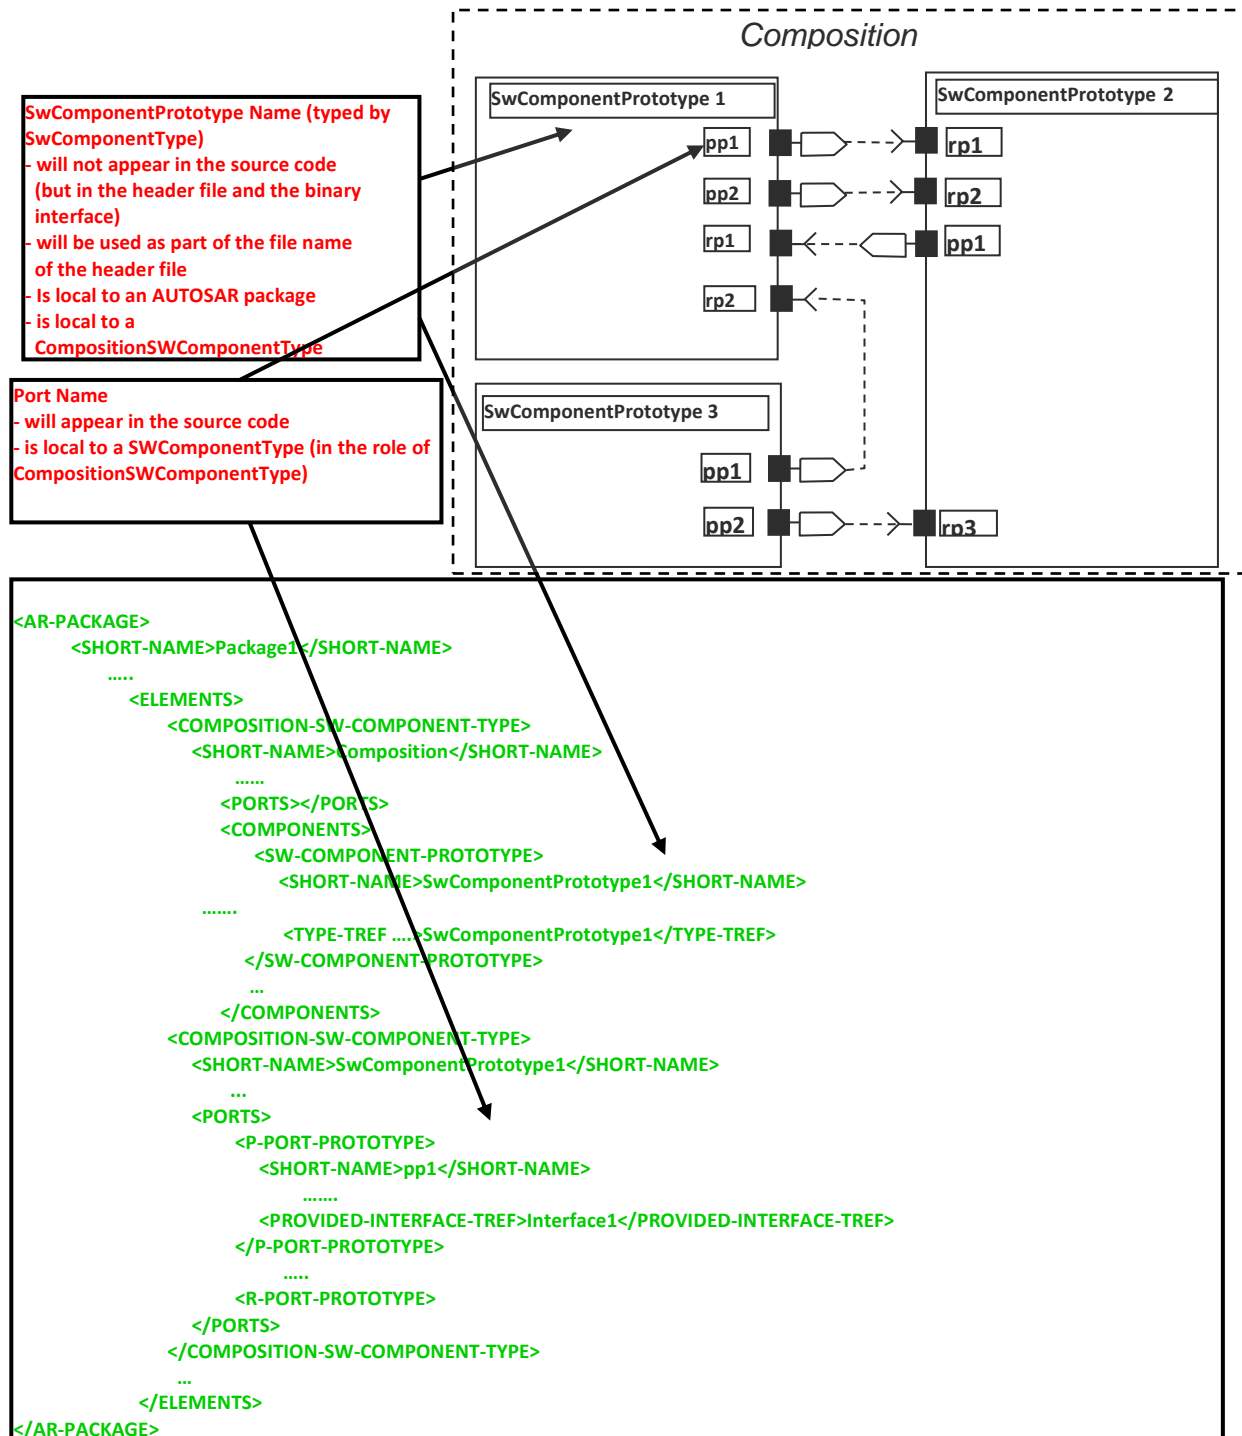 Composition
SwComponentPrototype Name (typed by
SwComponentType)
- will not appear in the source code
(but in the header file and the binary
interface)
- will be used as part of the file name
of the header file
- Is local to an AUTOSAR package
- is local to a
CompositionSWComponentType
Port Name
- will appear in the source code
- is local to a SWComponentType (in the role of
CompositionSWComponentType)
SwComponentPrototype 1
pp1
pp2
rp1
rp2
SwComponentPrototype 2
rp1
rp2
pp1
rp3
SwComponentPrototype 3
pp1
pp2
<AR-PACKAGE>
<SHORT-NAME>Package1</SHORT-NAME>
.....
<ELEMENTS>
<COMPOSITION-SW-COMPONENT-TYPE>
<SHORT-NAME>Composition</SHORT-NAME>
......
<PORTS></PORTS>
<COMPONENTS>
<SW-COMPONENT-PROTOTYPE>
<SHORT-NAME>SwComponentPrototype1</SHORT-NAME>
.......
<TYPE-TREF .....>SwComponentPrototype1</TYPE-TREF>
</SW-COMPONENT-PROTOTYPE>
...
</COMPONENTS>
<COMPOSITION-SW-COMPONENT-TYPE>
<SHORT-NAME>SwComponentPrototype1</SHORT-NAME>
...
<PORTS>
<P-PORT-PROTOTYPE>
<SHORT-NAME>pp1</SHORT-NAME>
.......
<PROVIDED-INTERFACE-TREF>Interface1</PROVIDED-INTERFACE-TREF>
</P-PORT-PROTOTYPE>
.....
<R-PORT-PROTOTYPE>
</PORTS>
</COMPOSITION-SW-COMPONENT-TYPE>
...
</ELEMENTS>
</AR-PACKAGE>